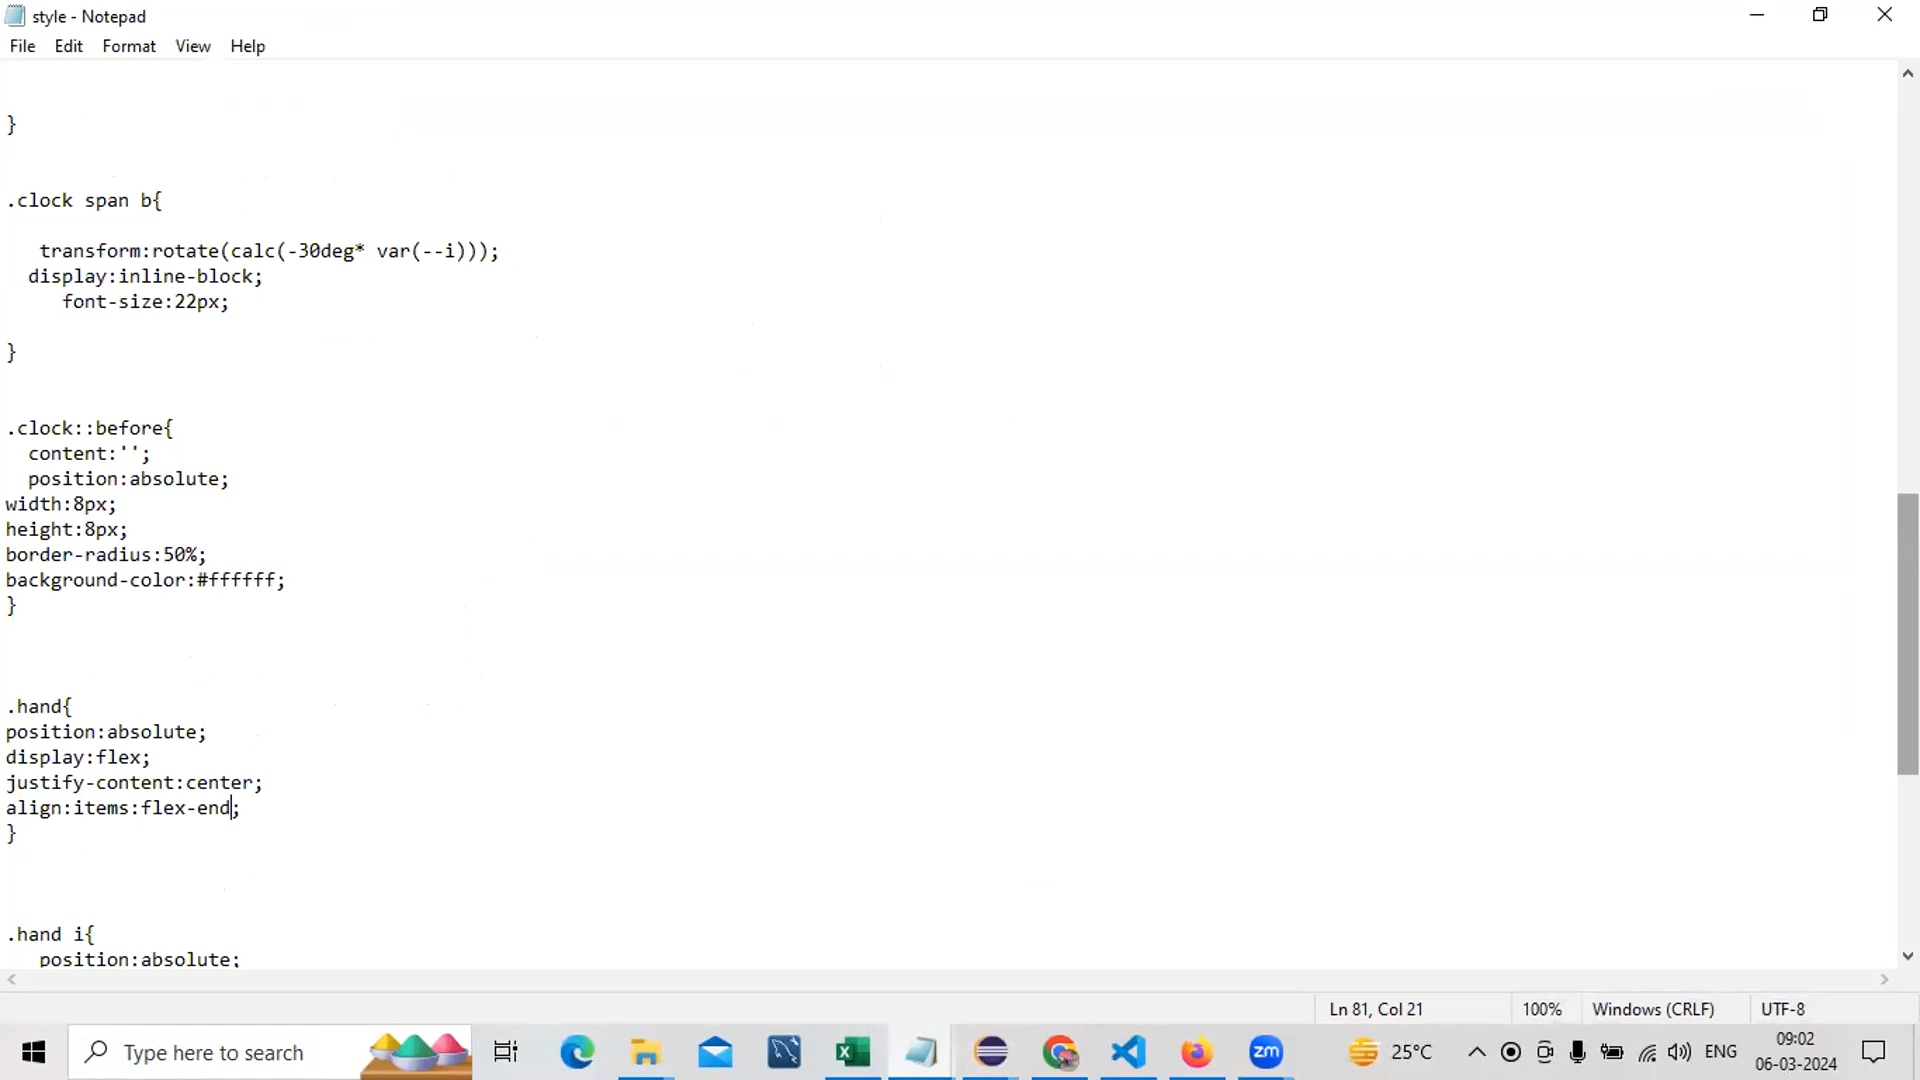 style - Notepad
File Edit Format View Help
}
.clock span b{
transform:rotate(calc(-30deg* var(--i)));
display:inline-block;
font-size:22px;
}
.clock::before{
content:'';
position:absolute;
width:8px;
height:8px;
border-radius:50%;
background-color:#ffffff;
}
.hand{
position:absolute;
display:flex;
justify-content:center;
align:items:flex-end;
}
.hand i{
position:absolute;
Ln 81, Col 21 100% Windows (CRLF) UTF-8
Type here to search zm 25°C ENG 09:02
06-03-2024